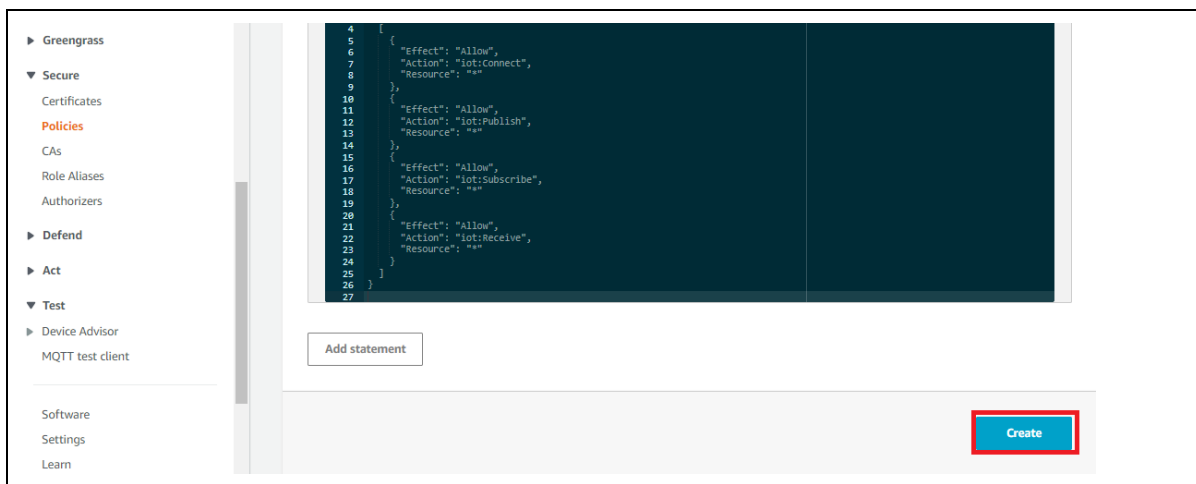 Greengrass
Secure
Certificates
Policies
CAs
Role Aliases
Authorizers
Defend
Act
Test
Device Advisor
MQTT test client
Software
Settings
Learn
4 [
5 {
6 "Effect": "Allow",
7 "Action": "iot:Connect",
8 "Resource": "*"
9 },
10 {
11 "Effect": "Allow",
12 "Action": "iot:Publish",
13 "Resource": "*"
14 },
15 {
16 "Effect": "Allow",
17 "Action": "iot:Subscribe",
18 "Resource": "*"
19 },
20 {
21 "Effect": "Allow",
22 "Action": "iot:Receive",
23 "Resource": "*"
24 }
25 ]
26 }
27
Add statement
Create